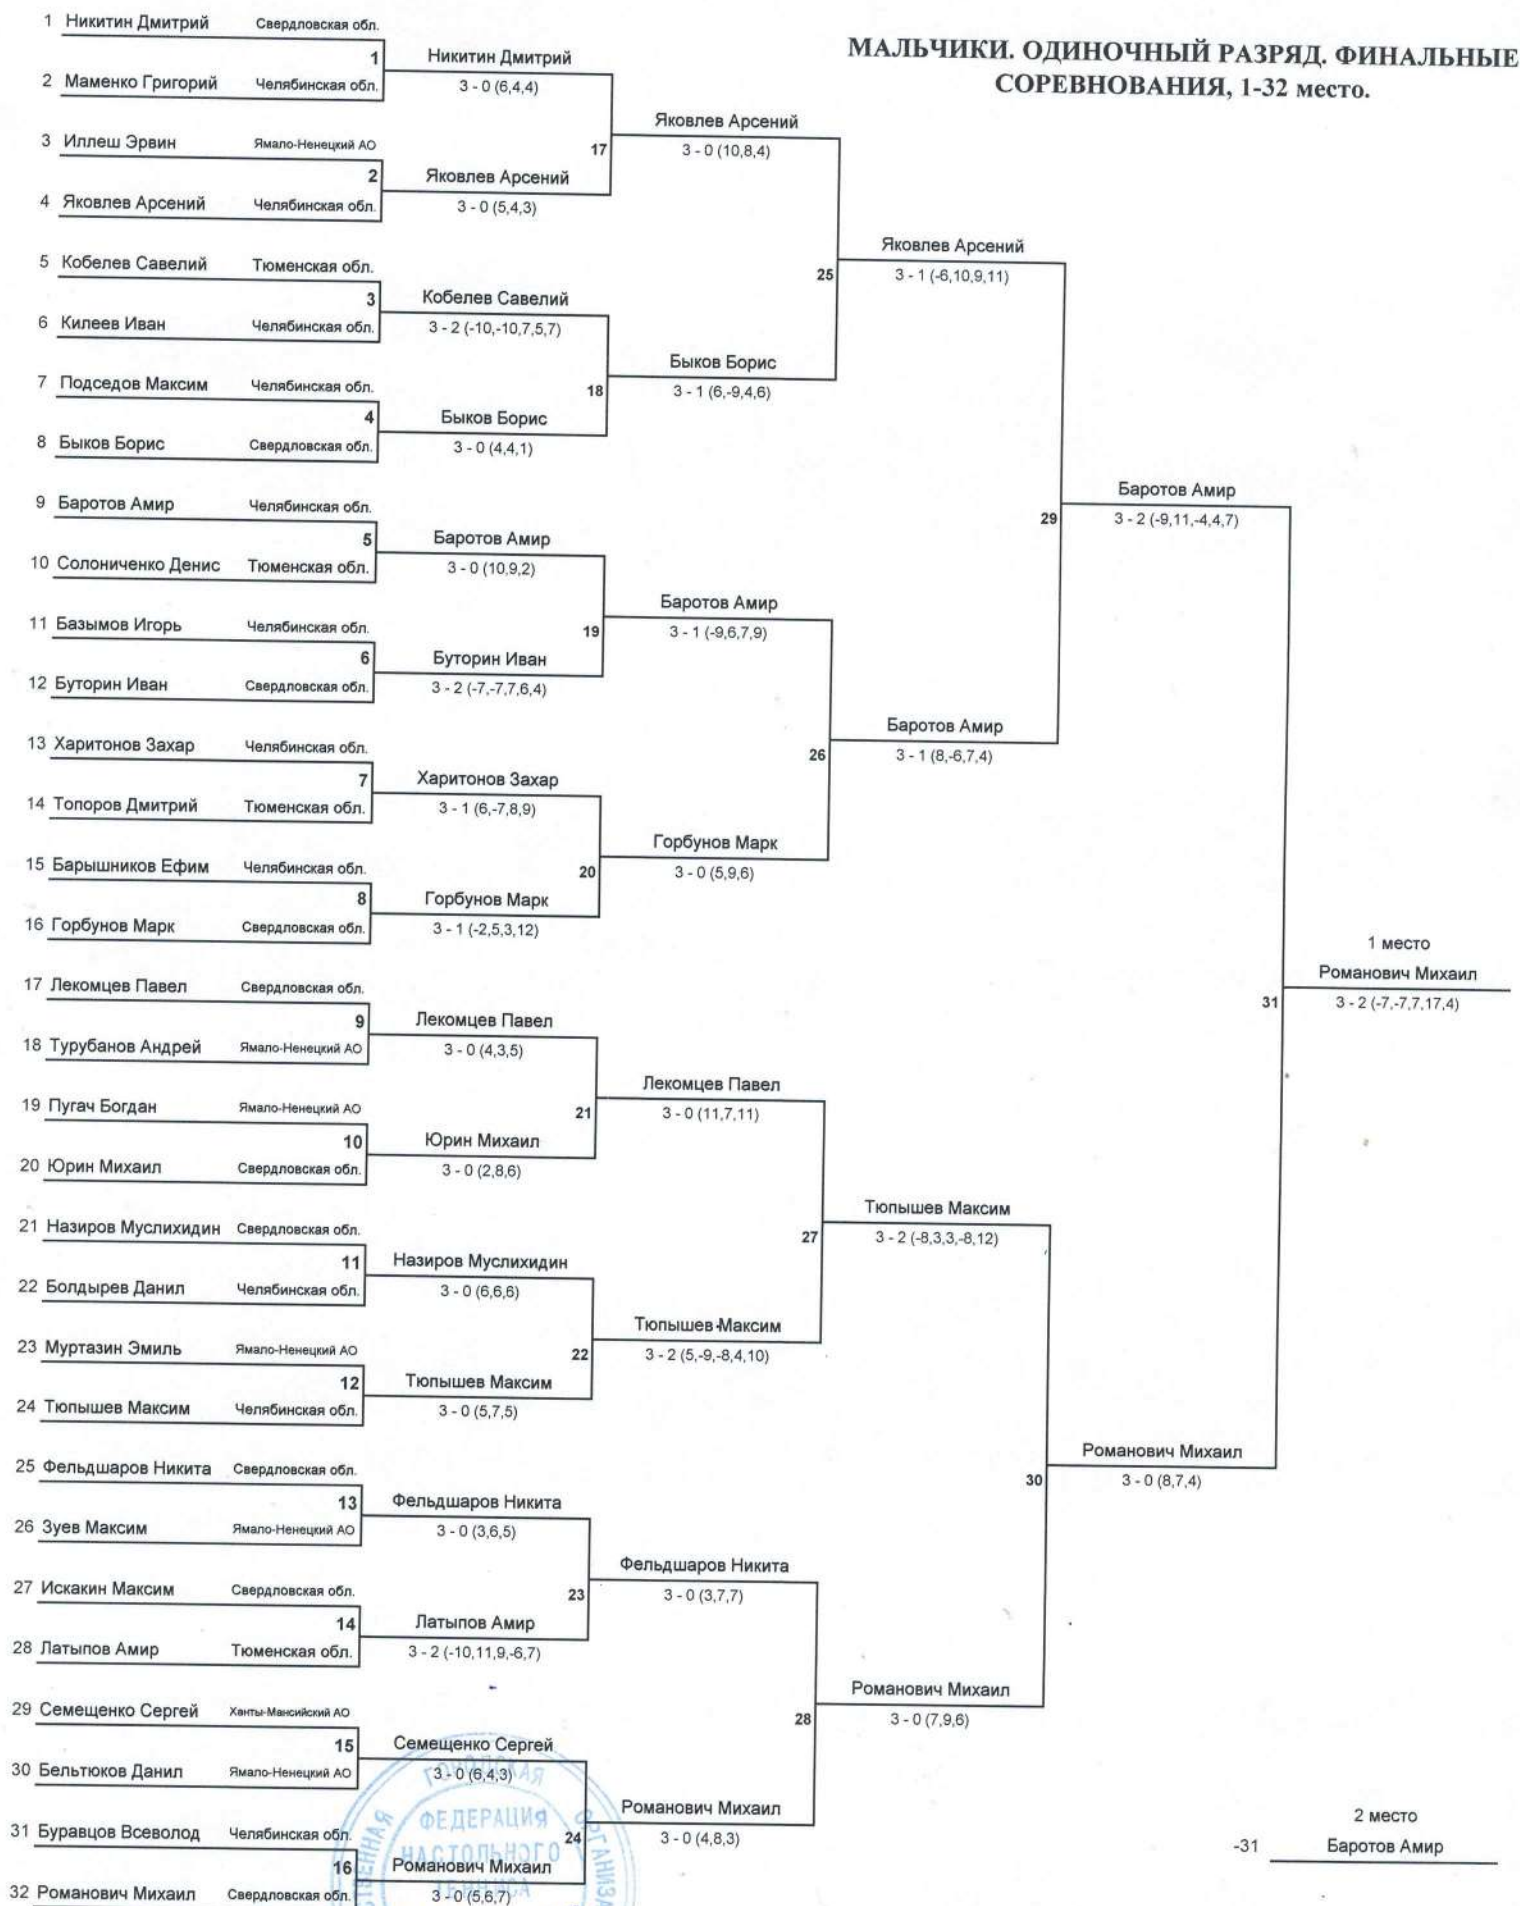 МАЛЬЧИКИ. ОДИНОЧНЫЙ РАЗРЯД. ФИНАЛЬНЫЕ
СОРЕВНОВАНИЯ, 1-32 место.
1 Никитин Дмитрий Свердловская обл.
1 Никитин Дмитрий
2 Маменко Григорий Челябинская обл. 3 - 0 (6,4,4)
Яковлев Арсений
3 Иллеш Эрвин Ямало-Ненецкий АО 17 3 - 0 (10,8,4)
2 Яковлев Арсений
4 Яковлев Арсений Челябинская обл. 3 - 0 (5,4,3)
Яковлев Арсений
5 Кобелев Савелий Тюменская обл. 25 3 - 1 (-6,10,9,11)
3 Кобелев Савелий
6 Килеев Иван Челябинская обл. 3 - 2 (-10,-10,7,5,7)
Быков Борис
7 Подседов Максим Челябинская обл. 18 3 - 1 (6,-9,4,6)
4 Быков Борис
8 Быков Борис Свердловская обл. 3 - 0 (4,4,1)
Баротов Амир
9 Баротов Амир Челябинская обл. 29 3 - 2 (-9,11,-4,4,7)
5 Баротов Амир
10 Солониченко Денис Тюменская обл. 3 - 0 (10,9,2)
Баротов Амир
11 Базымов Игорь Челябинская обл. 19 3 - 1 (-9,6,7,9)
6 Буторин Иван
12 Буторин Иван Свердловская обл. 3 - 2 (-7,-7,7,6,4)
Баротов Амир
13 Харитонов Захар Челябинская обл. 26 3 - 1 (8,-6,7,4)
7 Харитонов Захар
14 Топоров Дмитрий Тюменская обл. 3 - 1 (6,-7,8,9)
Горбунов Марк
15 Барышников Ефим Челябинская обл. 20 3 - 0 (5,9,6)
8 Горбунов Марк
16 Горбунов Марк Свердловская обл. 3 - 1 (-2,5,3,12)
1 место
Романович Михаил
17 Лекомцев Павел Свердловская обл. 31 3 - 2 (-7,-7,7,17,4)
9 Лекомцев Павел
18 Турубанов Андрей Ямало-Ненецкий АО 3 - 0 (4,3,5)
Лекомцев Павел
19 Пугач Богдан Ямало-Ненецкий АО 21 3 - 0 (11,7,11)
10 Юрин Михаил
20 Юрин Михаил Свердловская обл. 3 - 0 (2,8,6)
Тюпышев Максим
21 Назиров Муслихидин Свердловская обл. 27 3 - 2 (-8,3,3,-8,12)
11 Назиров Муслихидин
22 Болдырев Данил Челябинская обл. 3 - 0 (6,6,6)
Тюпышев Максим
23 Муртазин Эмиль Ямало-Ненецкий АО 22 3 - 2 (5,-9,-8,4,10)
12 Тюпышев Максим
24 Тюпышев Максим Челябинская обл. 3 - 0 (5,7,5)
Романович Михаил
25 Фельдшаров Никита Свердловская обл. 30 3 - 0 (8,7,4)
13 Фельдшаров Никита
26 Зуев Максим Ямало-Ненецкий АО 3 - 0 (3,6,5)
Фельдшаров Никита
27 Искакин Максим Свердловская обл. 23 3 - 0 (3,7,7)
14 Латыпов Амир
28 Латыпов Амир Тюменская обл. 3 - 2 (-10,11,9,-6,7)
Романович Михаил
29 Семещенко Сергей Ханты-Мансийский АО 28 3 - 0 (7,9,6)
15 Семещенко Сергей
30 Бельтюков Данил Ямало-Ненецкий АО 3 - 0 (6,4,3)
Романович Михаил 2 место
31 Буравцов Всеволод Челябинская обл. 24 3 - 0 (4,8,3) -31 Баротов Амир
16 Романович Михаил
32 Романович Михаил Свердловская обл. 3 - 0 (5,6,7)
ГОРОДСКАЯ
ФЕДЕРАЦИЯ
НАСТОЛЬНОГО
ТЕННИСА